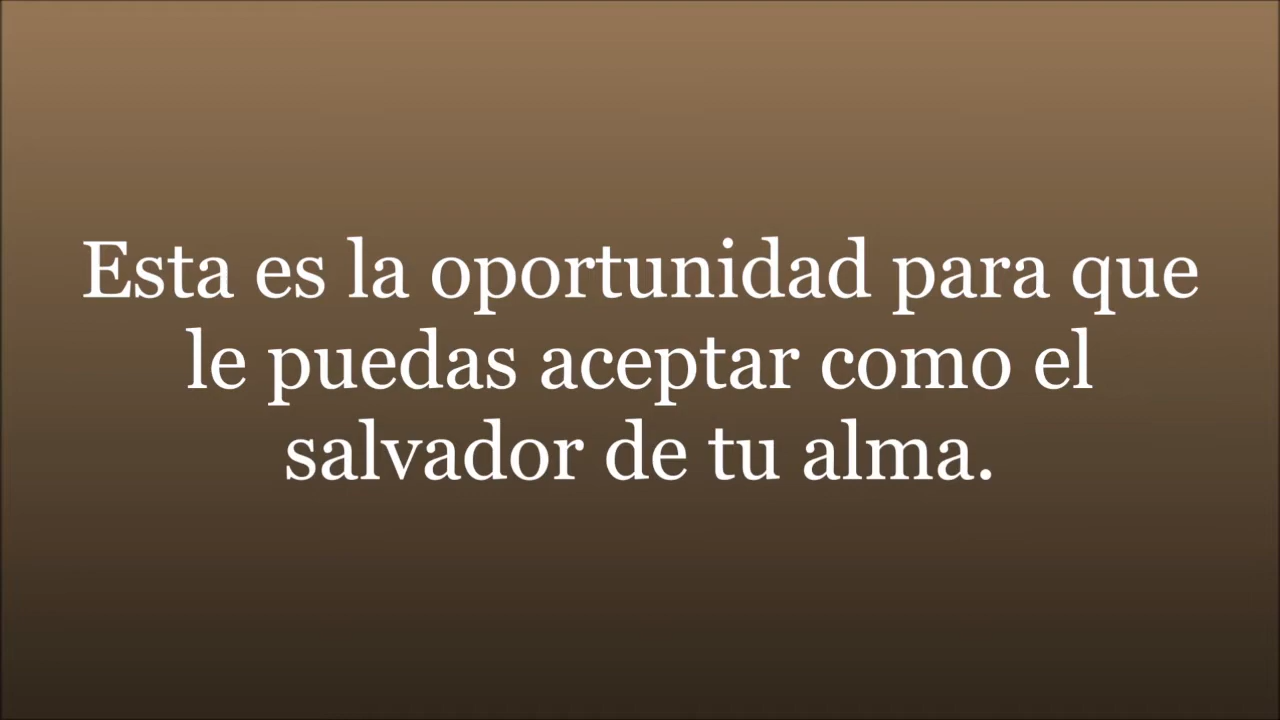 Esta es la oportunidad para que
le puedas aceptar como el
salvador de tu alma.